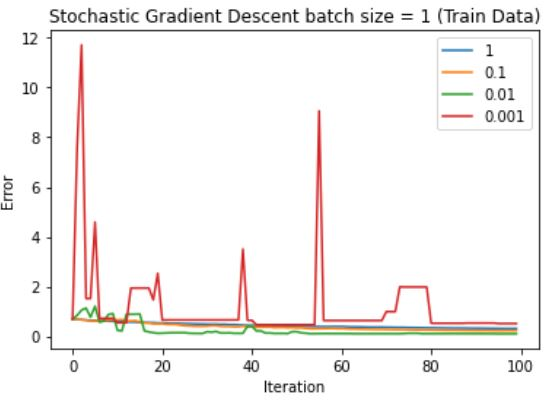 Stochastic Gradient Descent batch size = 1 (Train Data)
12
10
8
6
4
2
0
Error
1
0.1
0.01
0.001
0 20 40 60 80 100
Iteration